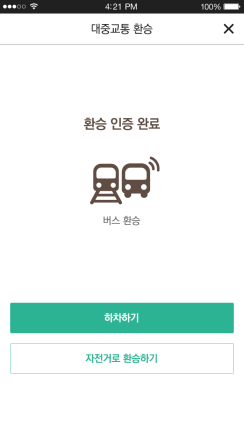 4:21 PM 100%
대중교통 환승
환승 인증 완료
버스 환승
하차하기
자전거로 환승하기